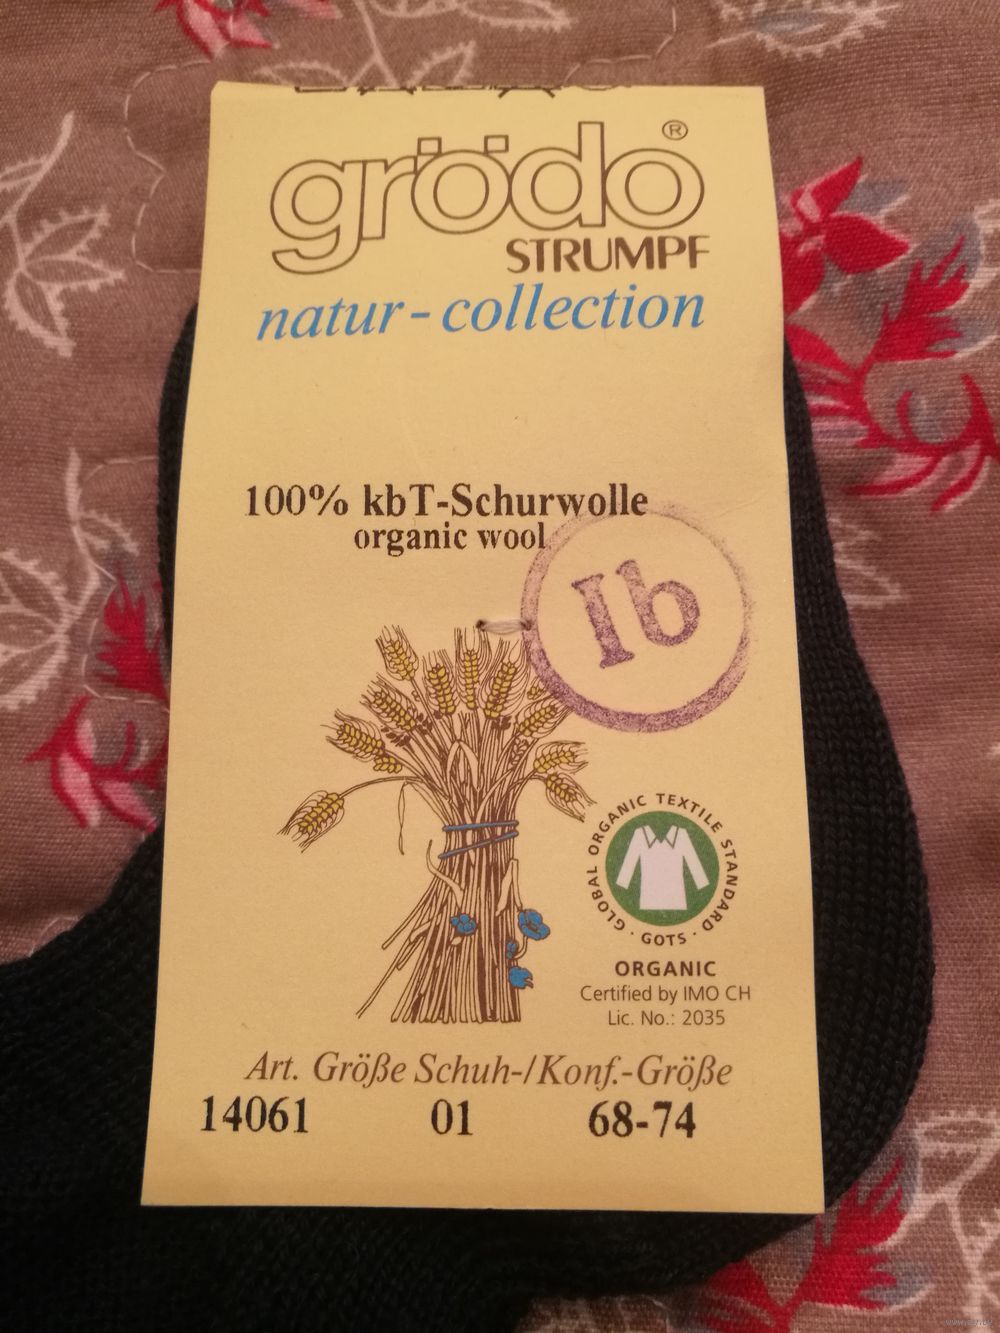 grödo®
STRUMPF
natur-collection
100% kbT-Schurwolle
organic wool
Ib
GLOBAL ORGANIC TEXTILE STANDARD · GOTS ·
ORGANIC
Certified by IMO CH
Lic. No.: 2035
Art. Größe Schuh-/Konf.-Größe
14061 01 68-74